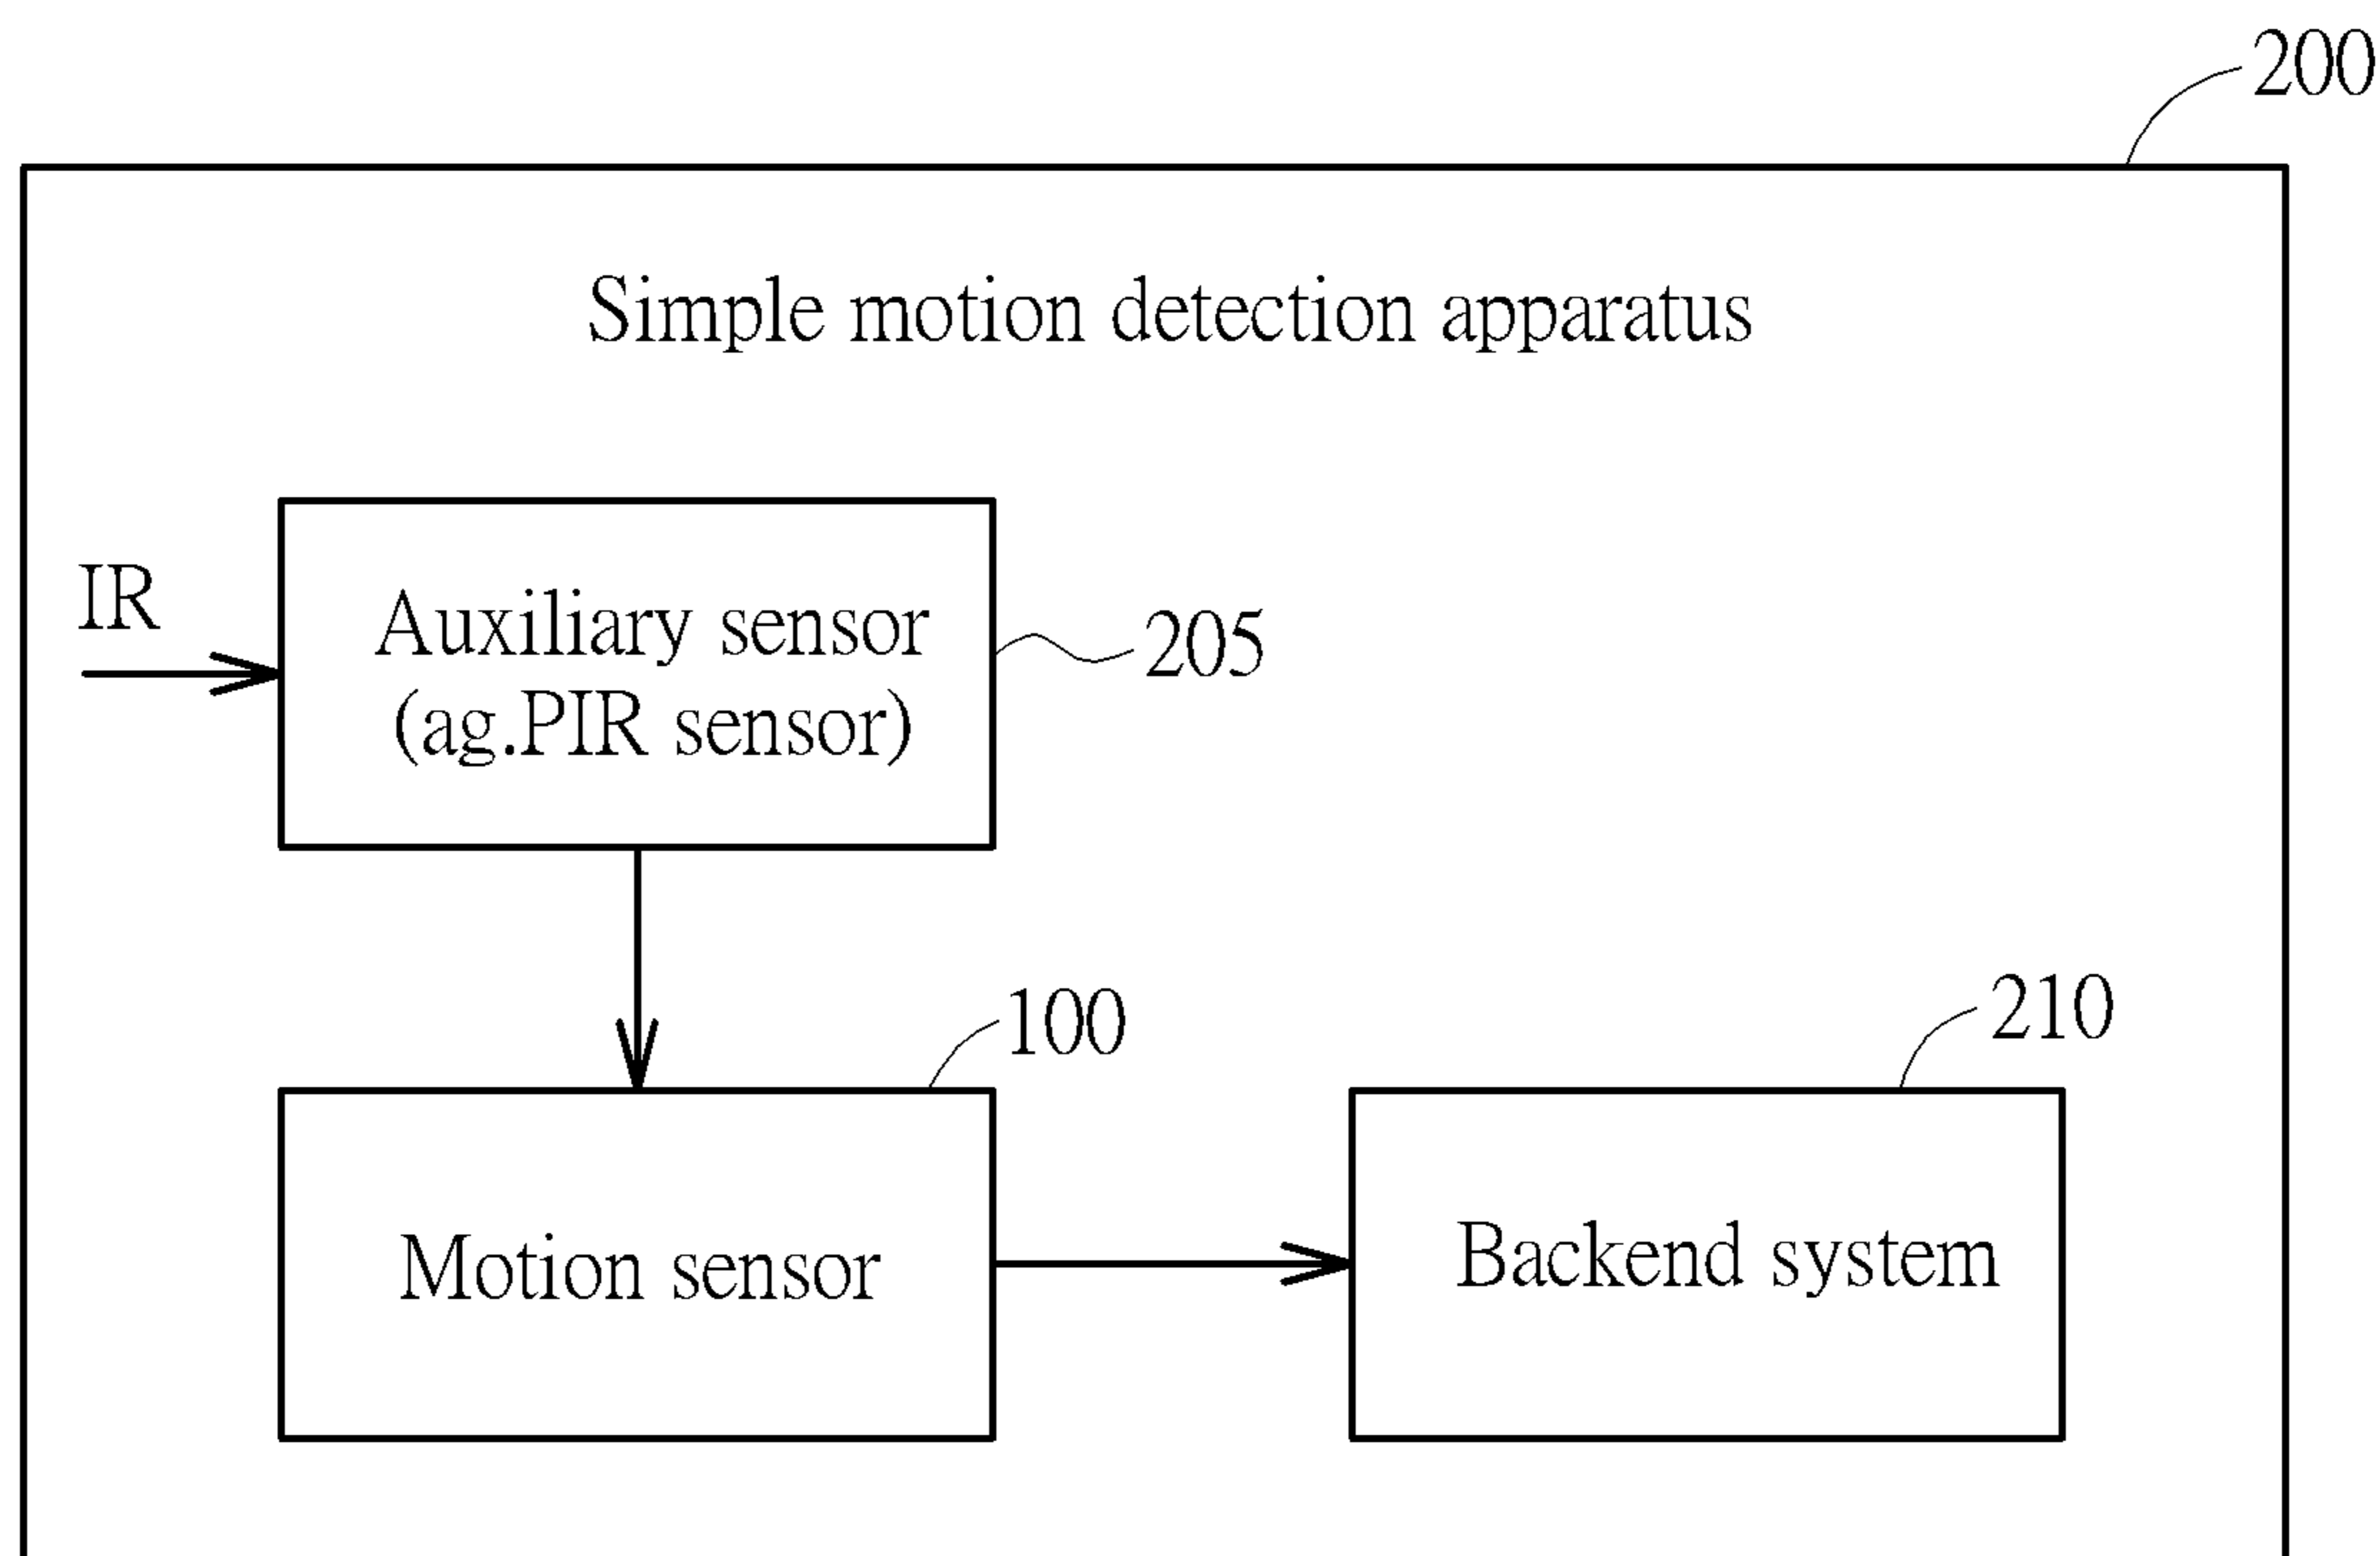 200
Simple motion detection apparatus
IR
Auxiliary sensor
(ag.PIR sensor)
205
100
210
Motion sensor
Backend system